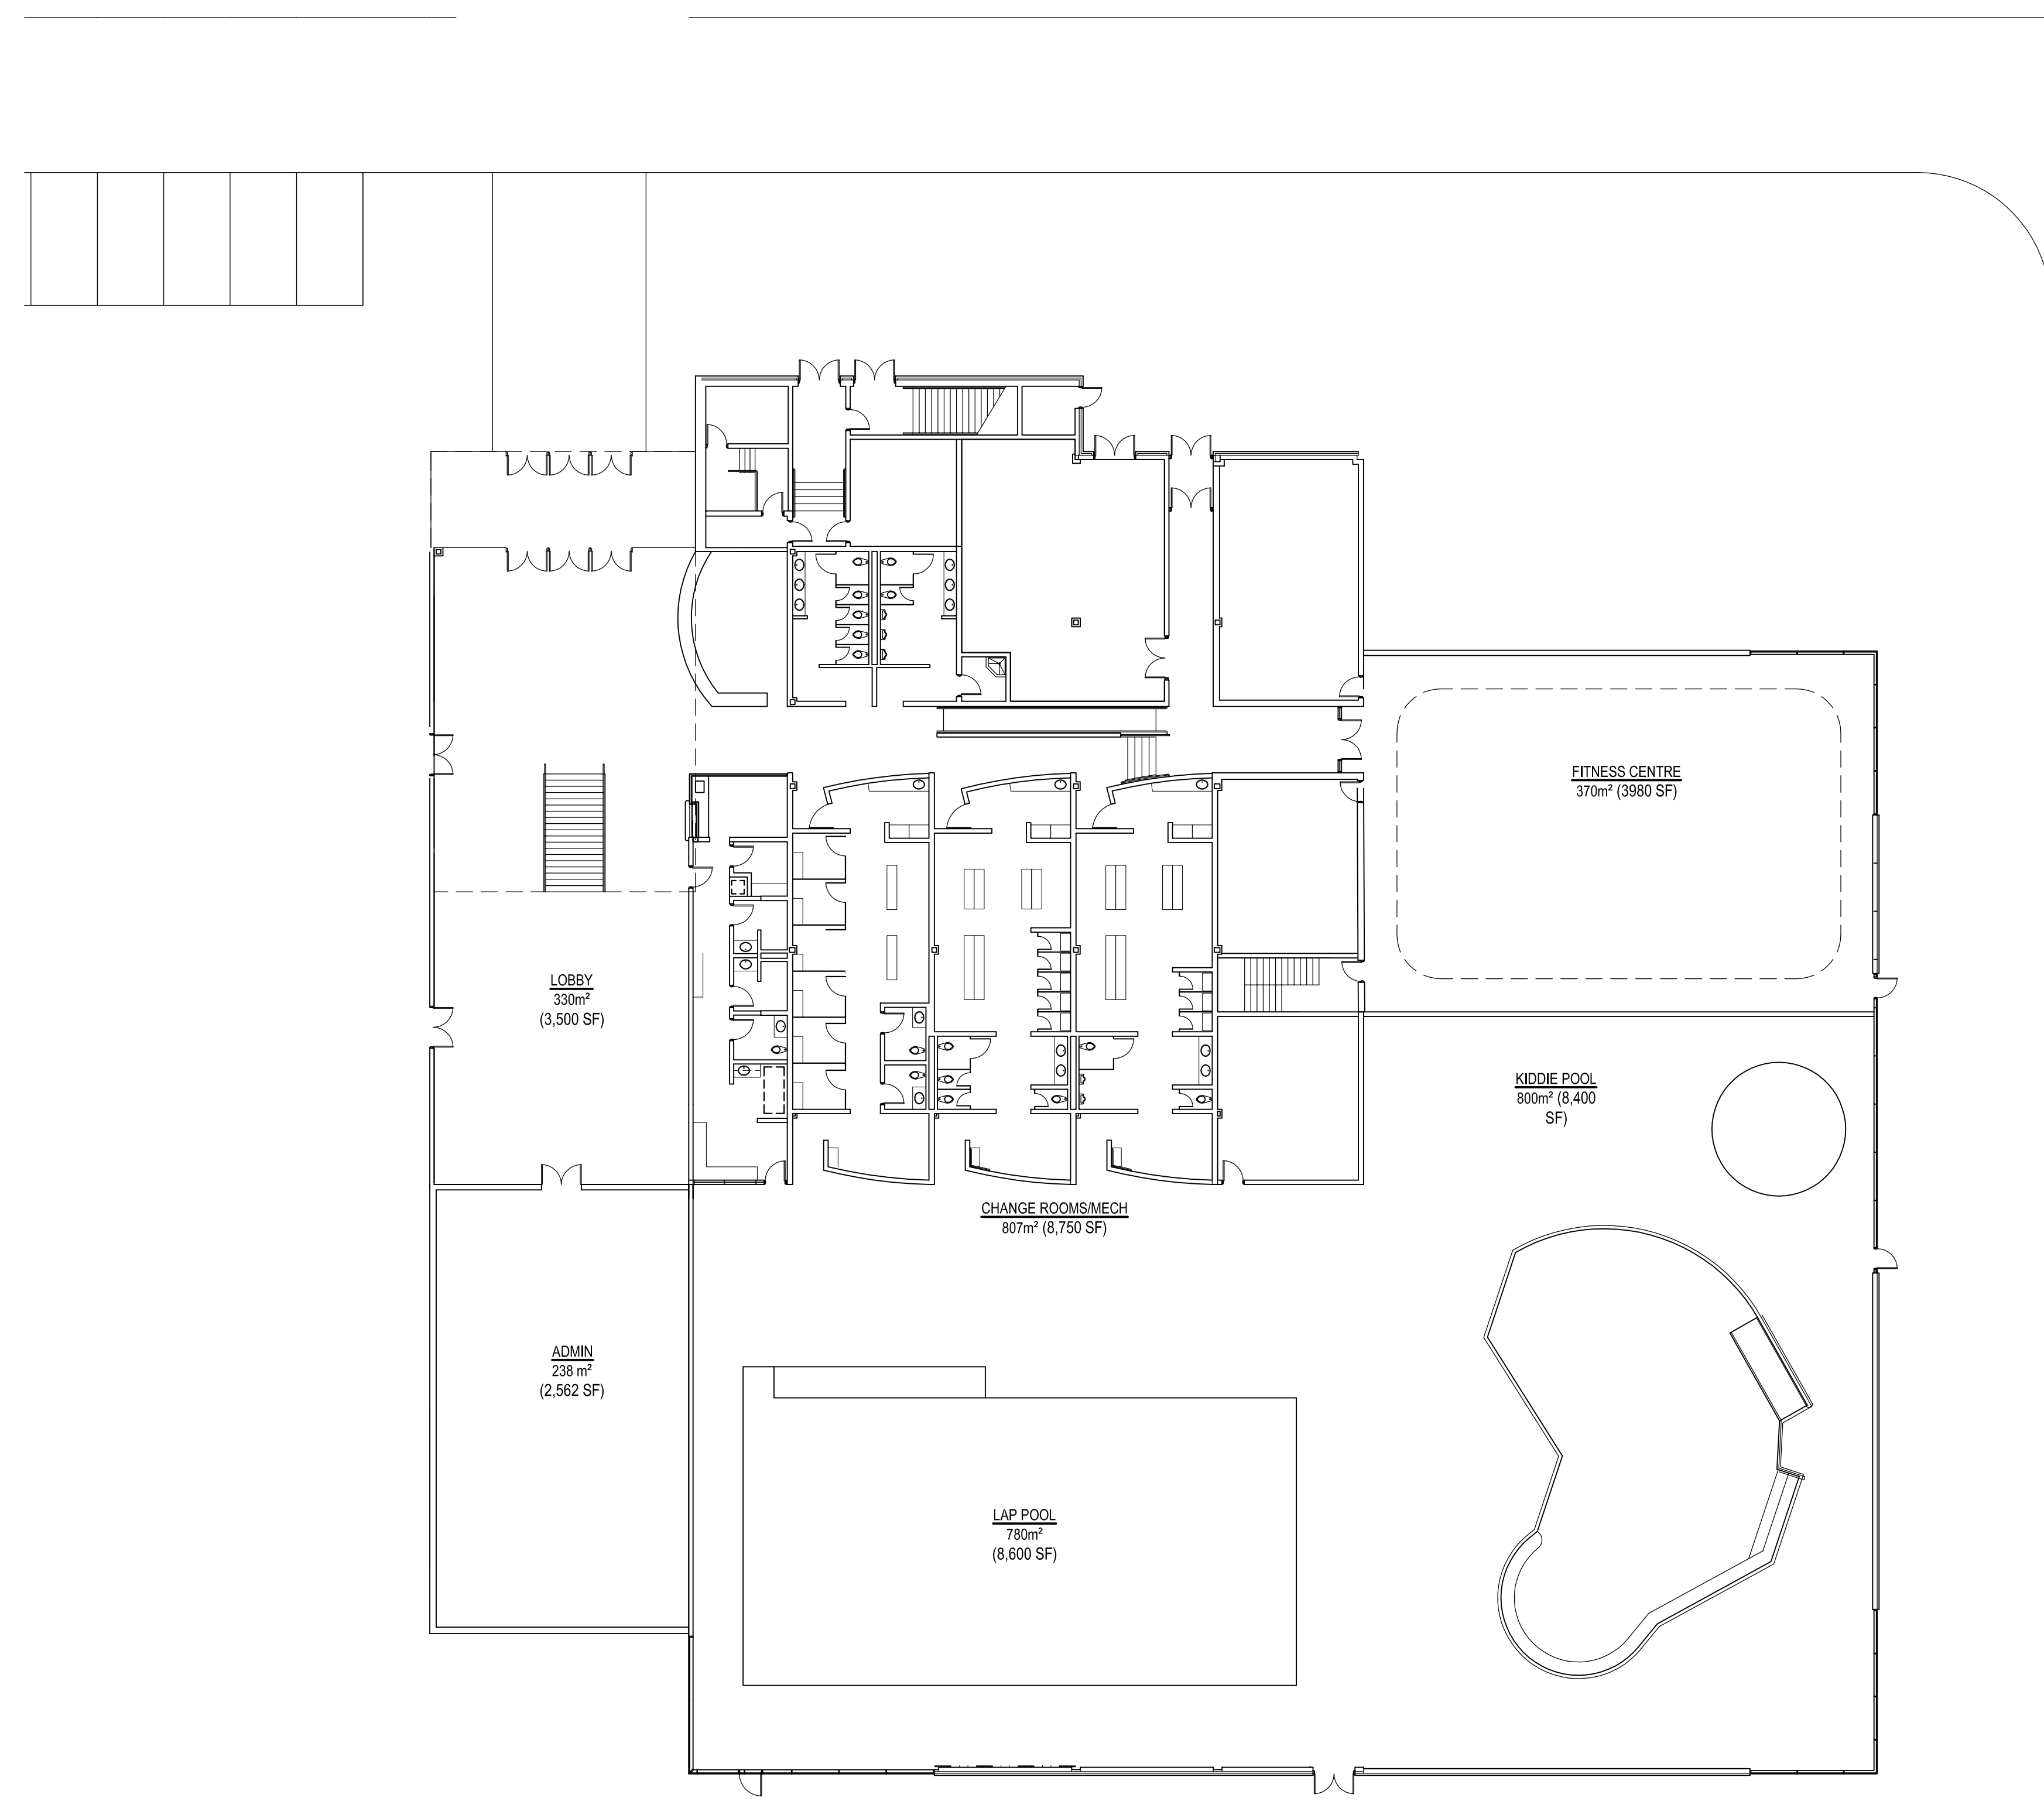 FITNESS CENTRE
370m² (3980 SF)
LOBBY
330m²
(3,500 SF)
KIDDIE POOL
800m² (8,400
SF)
CHANGE ROOMS/MECH
807m² (8,750 SF)
ADMIN
238 m²
(2,562 SF)
LAP POOL
780m²
(8,600 SF)